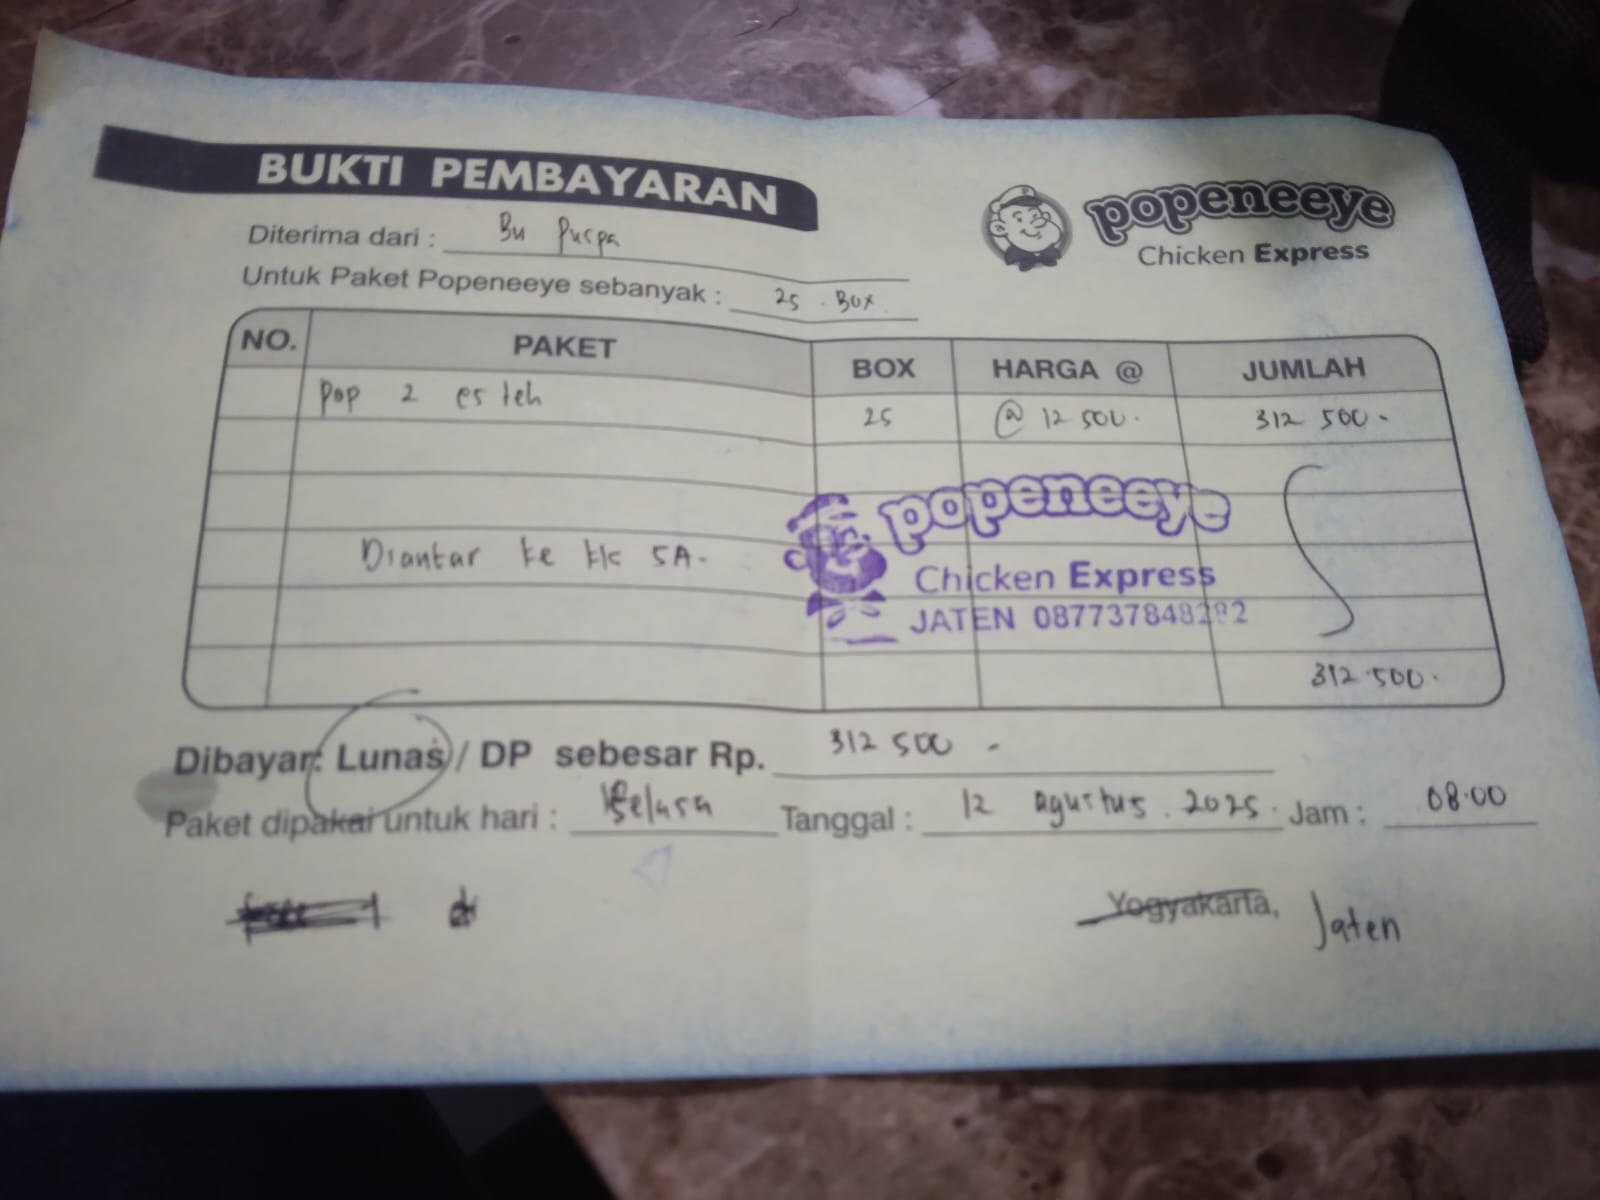 BUKTI PEMBAYARAN
popeneeye
Chicken Express
Diterima dari : Bu Puspa
Untuk Paket Popeneeye sebanyak : 25 . Box
NO. PAKET BOX HARGA @ JUMLAH
Pop 2 es teh 25 @ 12 500. 312 500 -
popeneeye
Diantar ke kls 5A.
Chicken Express
JATEN 0877378482
312.500.
Dibayar: Lunas / DP sebesar Rp. 312 500 -
Paket dipakai untuk hari : Selasa Tanggal : 12 Agustus . 2025. Jam : 08.00
Yogyakarta, Jaten